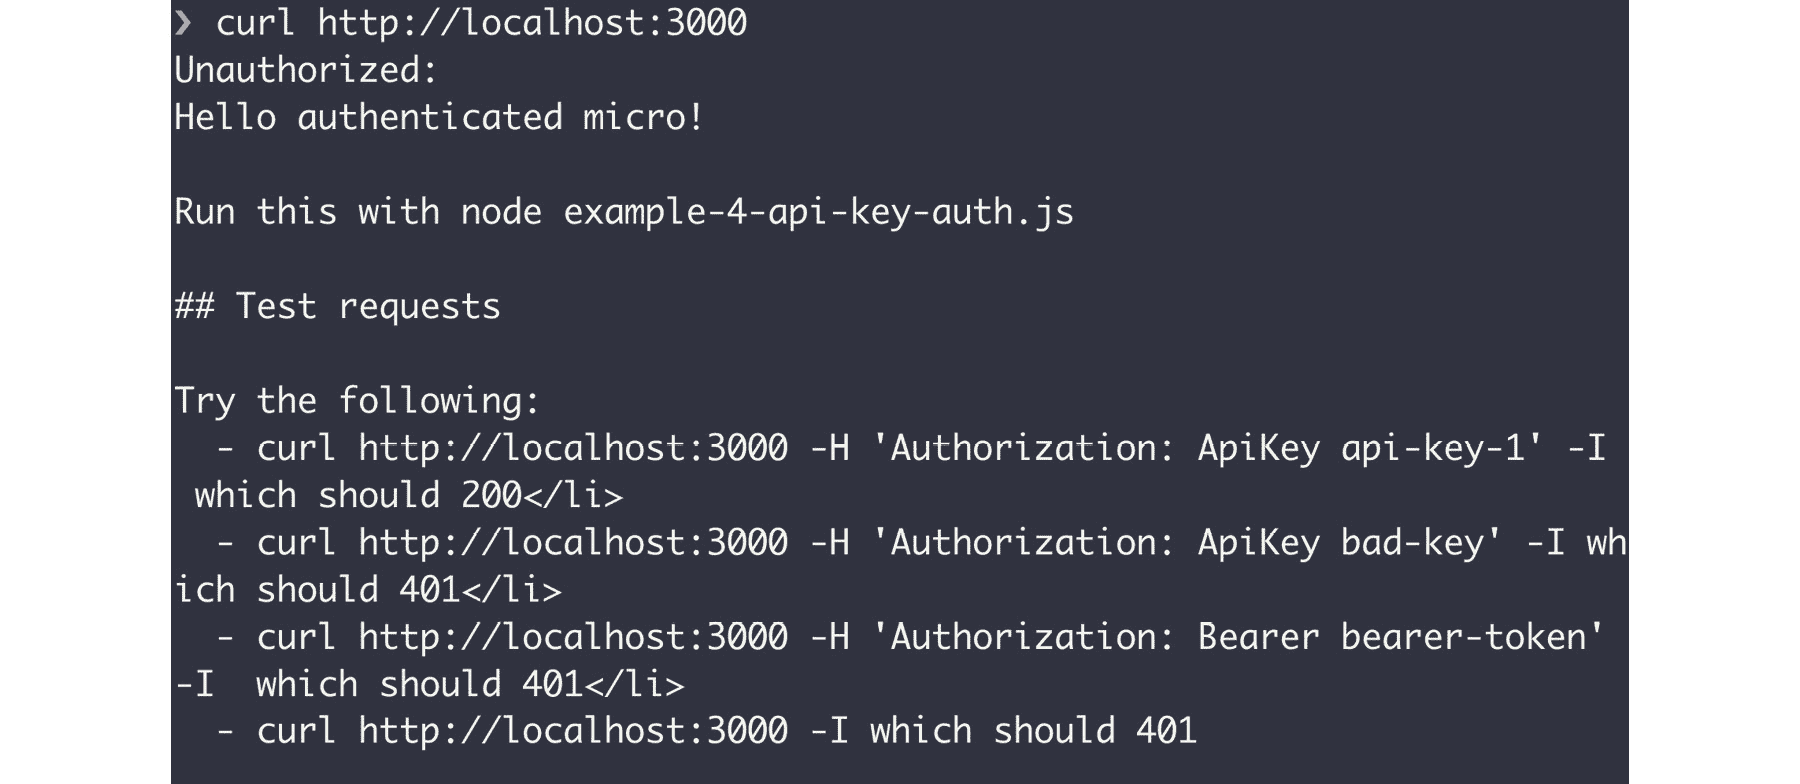 ❯ curl http://localhost:3000
Unauthorized:
Hello authenticated micro!
Run this with node example-4-api-key-auth.js
## Test requests
Try the following:
- curl http://localhost:3000 -H 'Authorization: ApiKey api-key-1' -I
which should 200</li>
- curl http://localhost:3000 -H 'Authorization: ApiKey bad-key' -I wh
ich should 401</li>
- curl http://localhost:3000 -H 'Authorization: Bearer bearer-token'
-I  which should 401</li>
- curl http://localhost:3000 -I which should 401